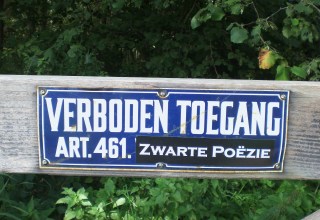 VERBODEN TOEGANG
ART. 461. ZWARTE POËZIE